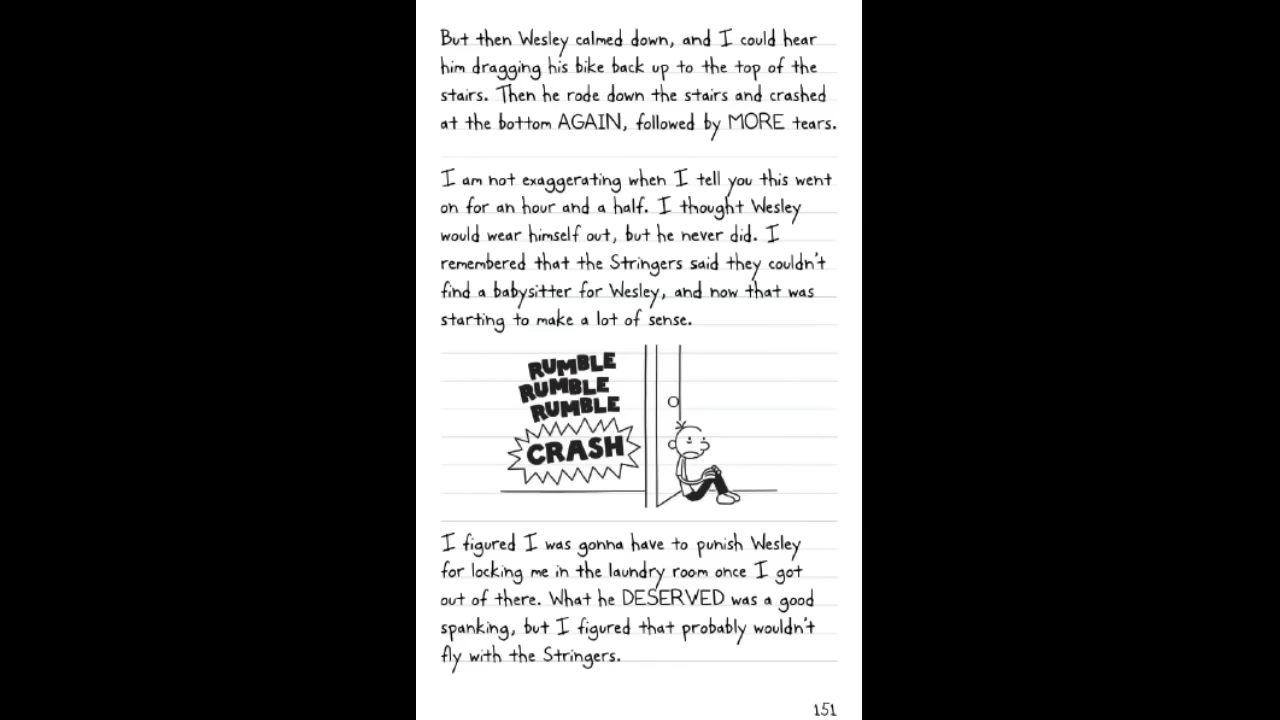 But then Wesley calmed down, and I could hear
him dragging his bike back up to the top of the
stairs. Then he rode down the stairs and crashed
at the bottom AGAIN, followed by MORE tears.
I am not exaggerating when I tell you this went
on for an hour and a half. I thought Wesley
would wear himself out, but he never did. I
remembered that the Stringers said they couldn't
find a babysitter for Wesley, and now that was
starting to make a lot of sense.
RUMBLE
RUMBLE
RUMBLE
CRASH
I figured I was gonna have to punish Wesley
for locking me in the laundry room once I got
out of there. What he DESERVED was a good
spanking, but I figured that probably wouldn't
fly with the Stringers.
151